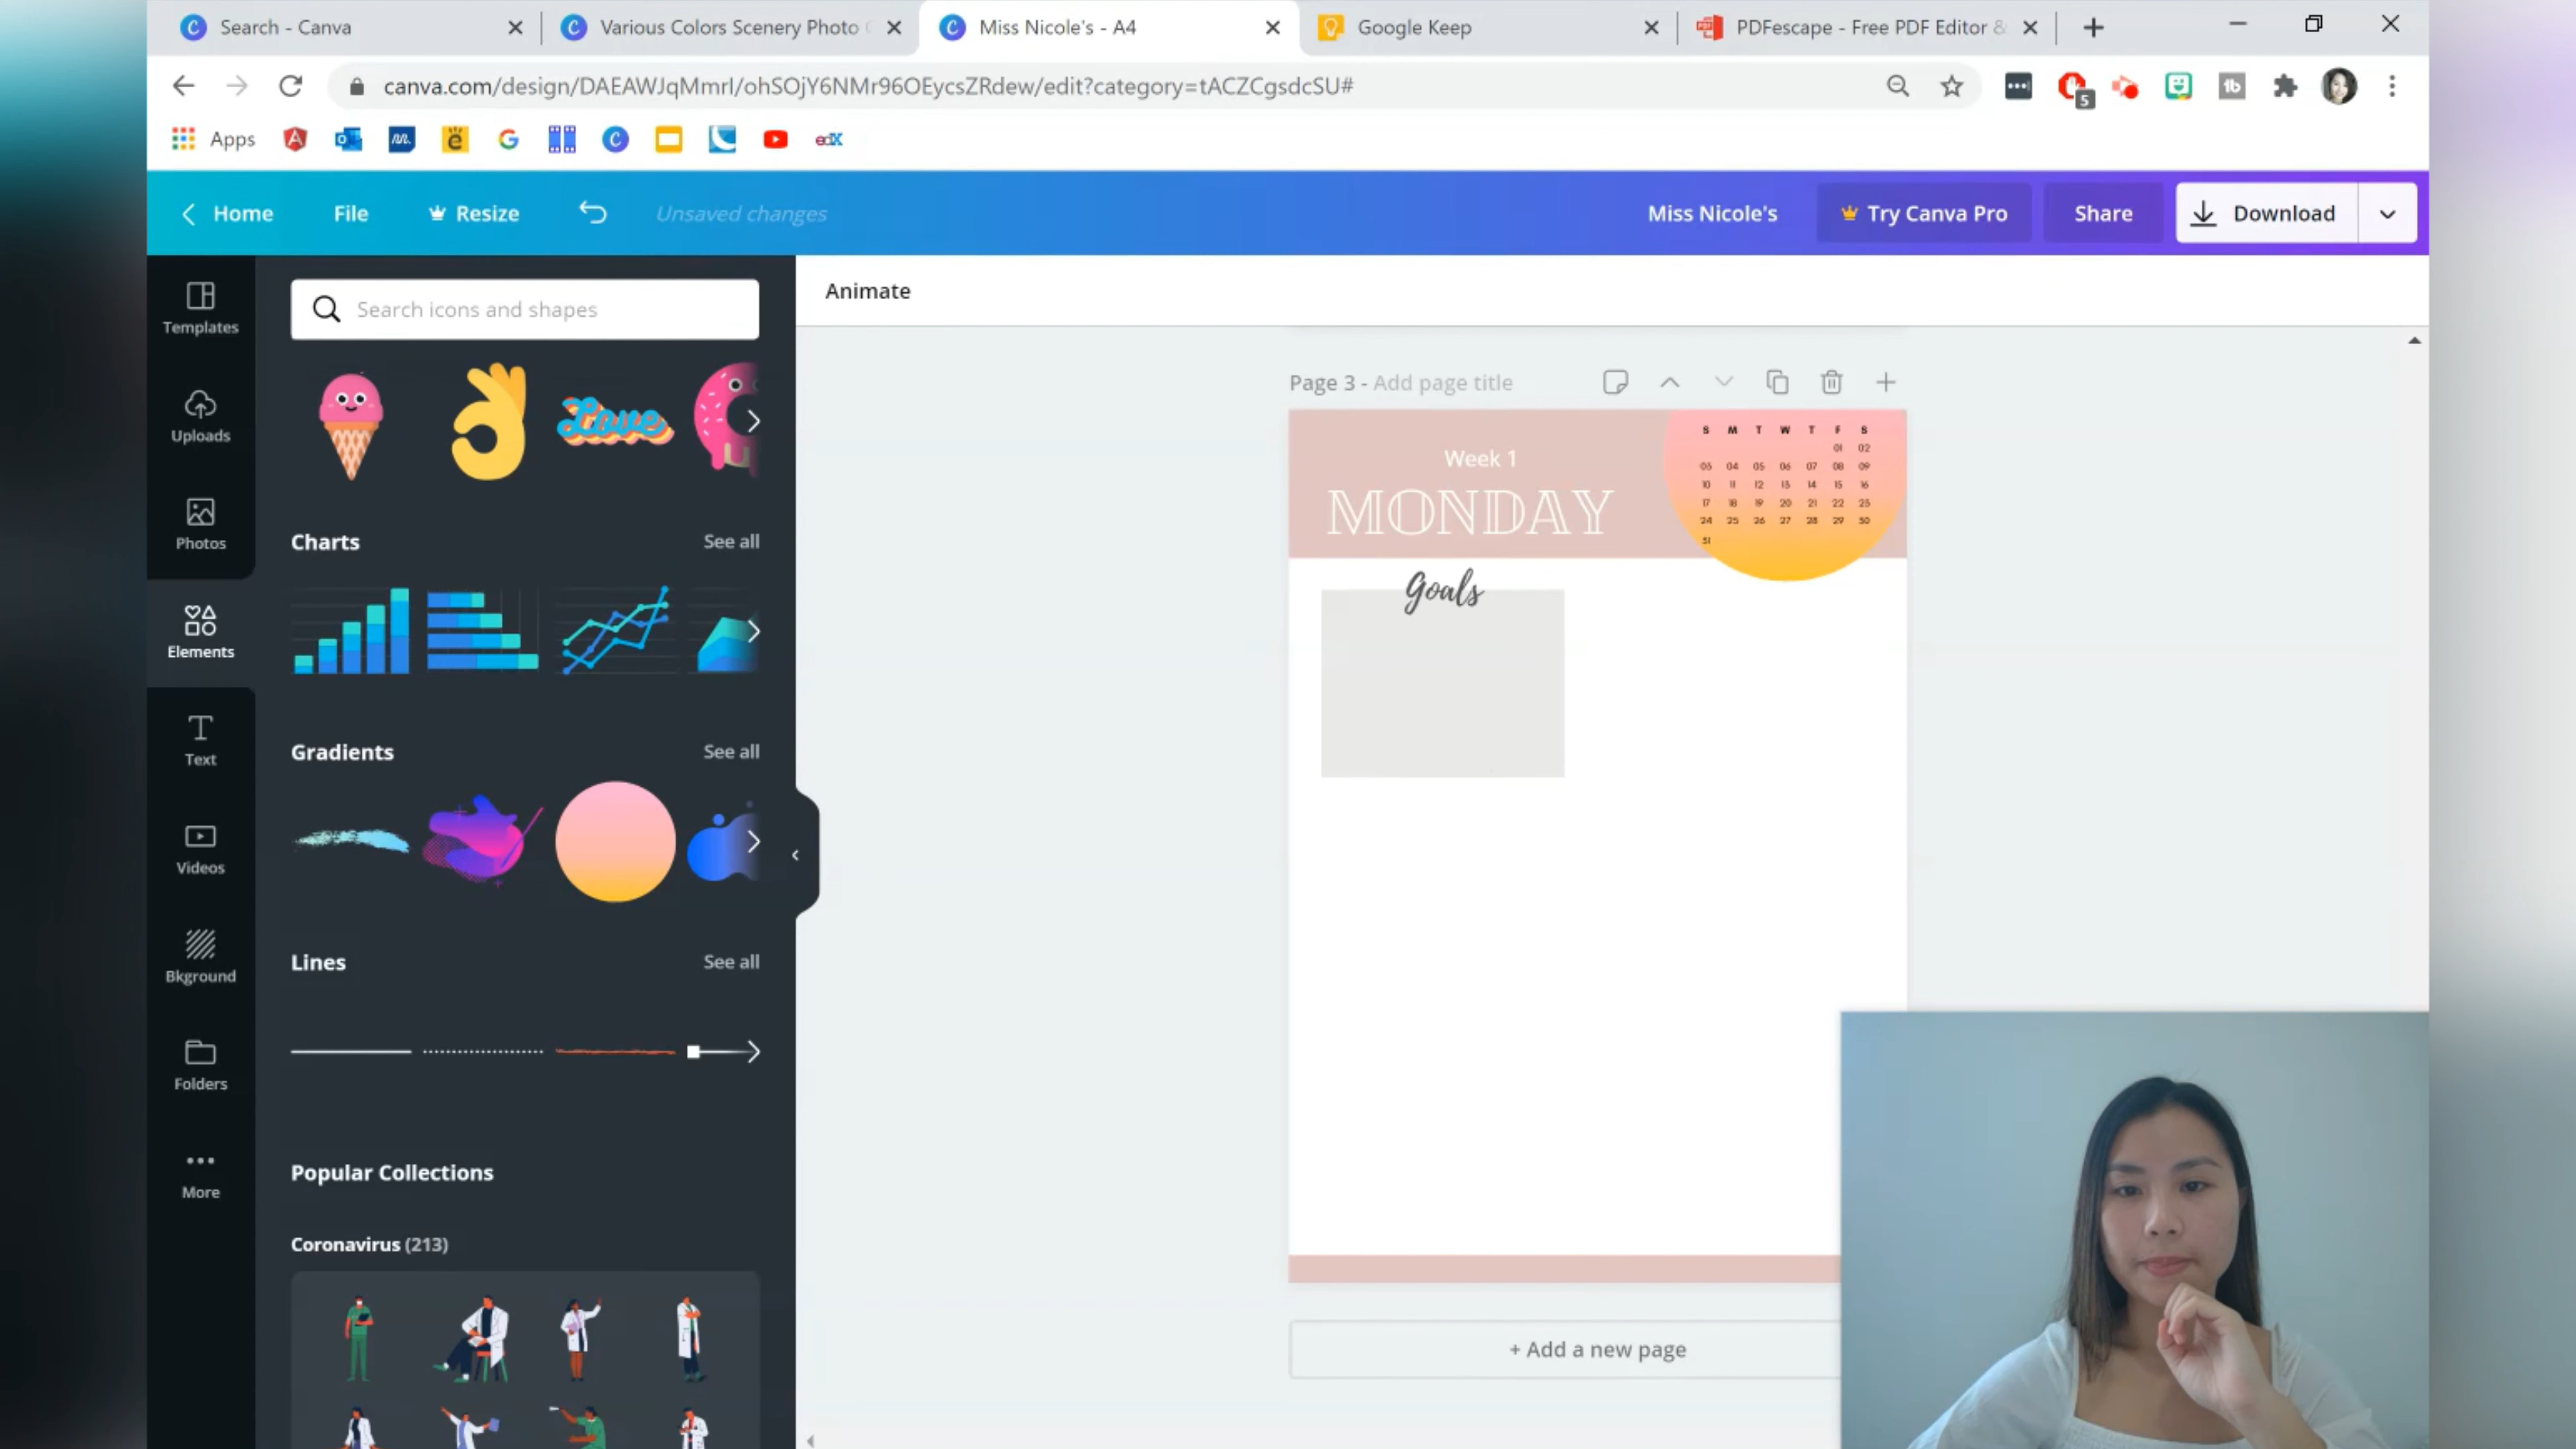 Search - Canva
Various Colors Scenery Photo
Miss Nicole's - A4
Google Keep
PDFescape - Free PDF Editor &
canva.com/design/DAEAWJqMmrI/ohSOjY6NMr96OEycsZRdew/edit?category=tACZCgsdcSU#
5
Apps
edX
Home
File
Resize
Unsaved changes
Miss Nicole's
Try Canva Pro
Share
Download
Templates
Uploads
Photos
Elements
Text
Videos
Bkground
Folders
More
Search icons and shapes
Love
Charts
See all
Gradients
See all
Lines
See all
Popular Collections
Coronavirus (213)
Animate
Page 3 - Add page title
Week 1
MONDAY
S M T W T F S
01 02
03 04 05 06 07 08 09
10 11 12 13 14 15 16
17 18 19 20 21 22 23
24 25 26 27 28 29 30
31
Goals
+ Add a new page